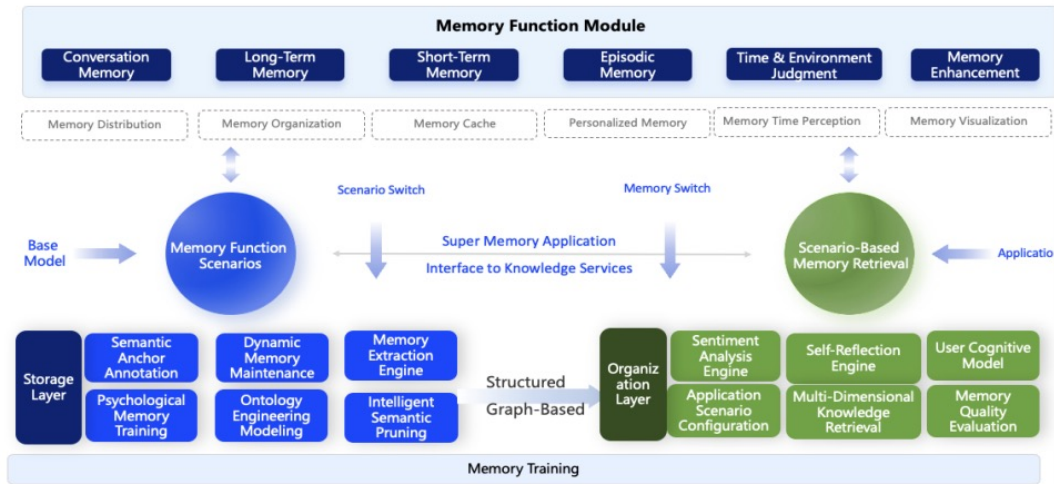 Memory Function Module
Conversation
Memory
Long-Term
Memory
Short-Term
Memory
Episodic
Memory
Time & Environment
Judgment
Memory
Enhancement
Memory Distribution
Memory Organization
Memory Cache
Personalized Memory
Memory Time Perception
Memory Visualization
Scenario Switch
Memory Switch
Base
Model
Memory Function
Scenarios
Super Memory Application
Interface to Knowledge Services
Scenario-Based
Memory Retrieval
Applicatio
Storage
Layer
Semantic
Anchor
Annotation
Dynamic
Memory
Maintenance
Memory
Extraction
Engine
Psychological
Memory
Training
Ontology
Engineering
Modeling
Intelligent
Semantic
Pruning
Structured
Graph-Based
Organiz
ation
Layer
Sentiment
Analysis
Engine
Self-Reflection
Engine
User Cognitive
Model
Application
Scenario
Configuration
Multi-Dimensional
Knowledge
Retrieval
Memory
Quality
Evaluation
Memory Training